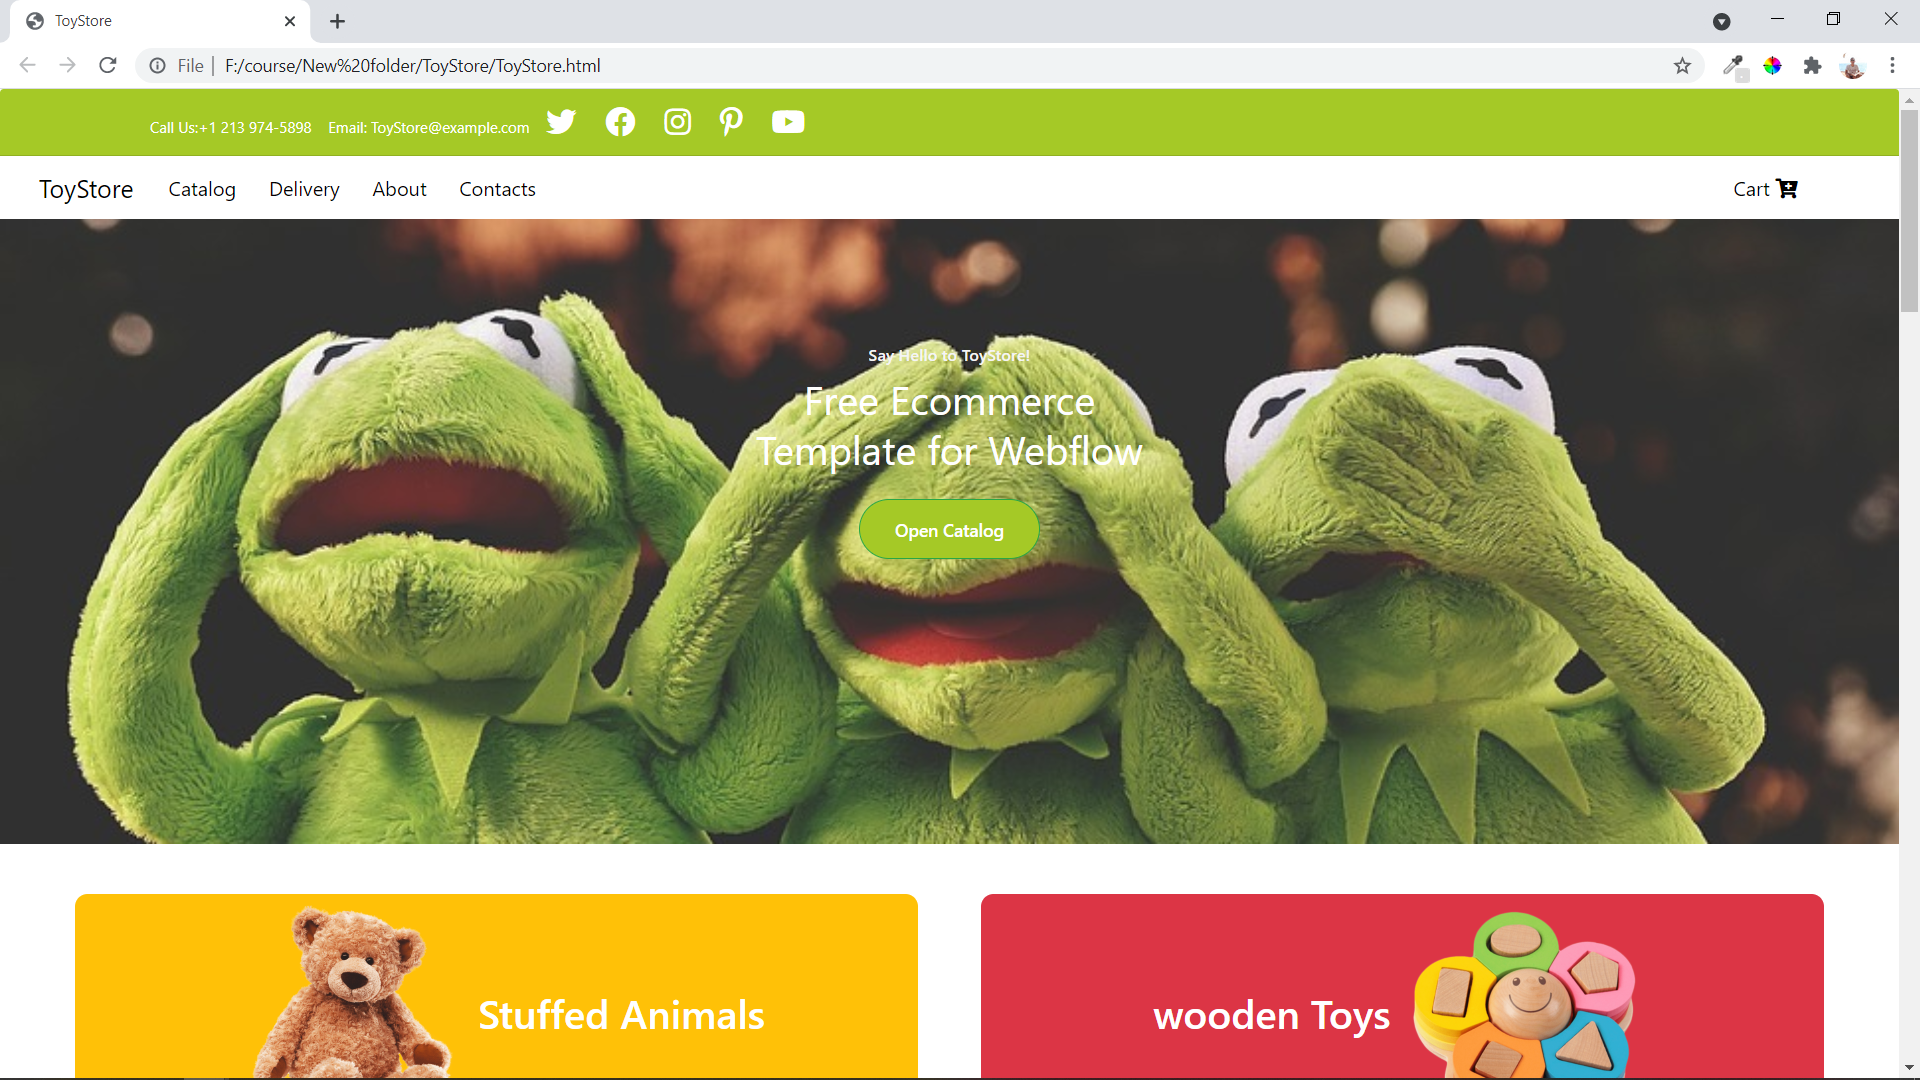 ToyStore
File | F:/course/New%20folder/ToyStore/ToyStore.html
Call Us:+1 213 974-5898 Email: ToyStore@example.com
ToyStore Catalog Delivery About Contacts Cart
Say Hello to ToyStore!
Free Ecommerce
Template for Webflow
Open Catalog
Stuffed Animals
wooden Toys